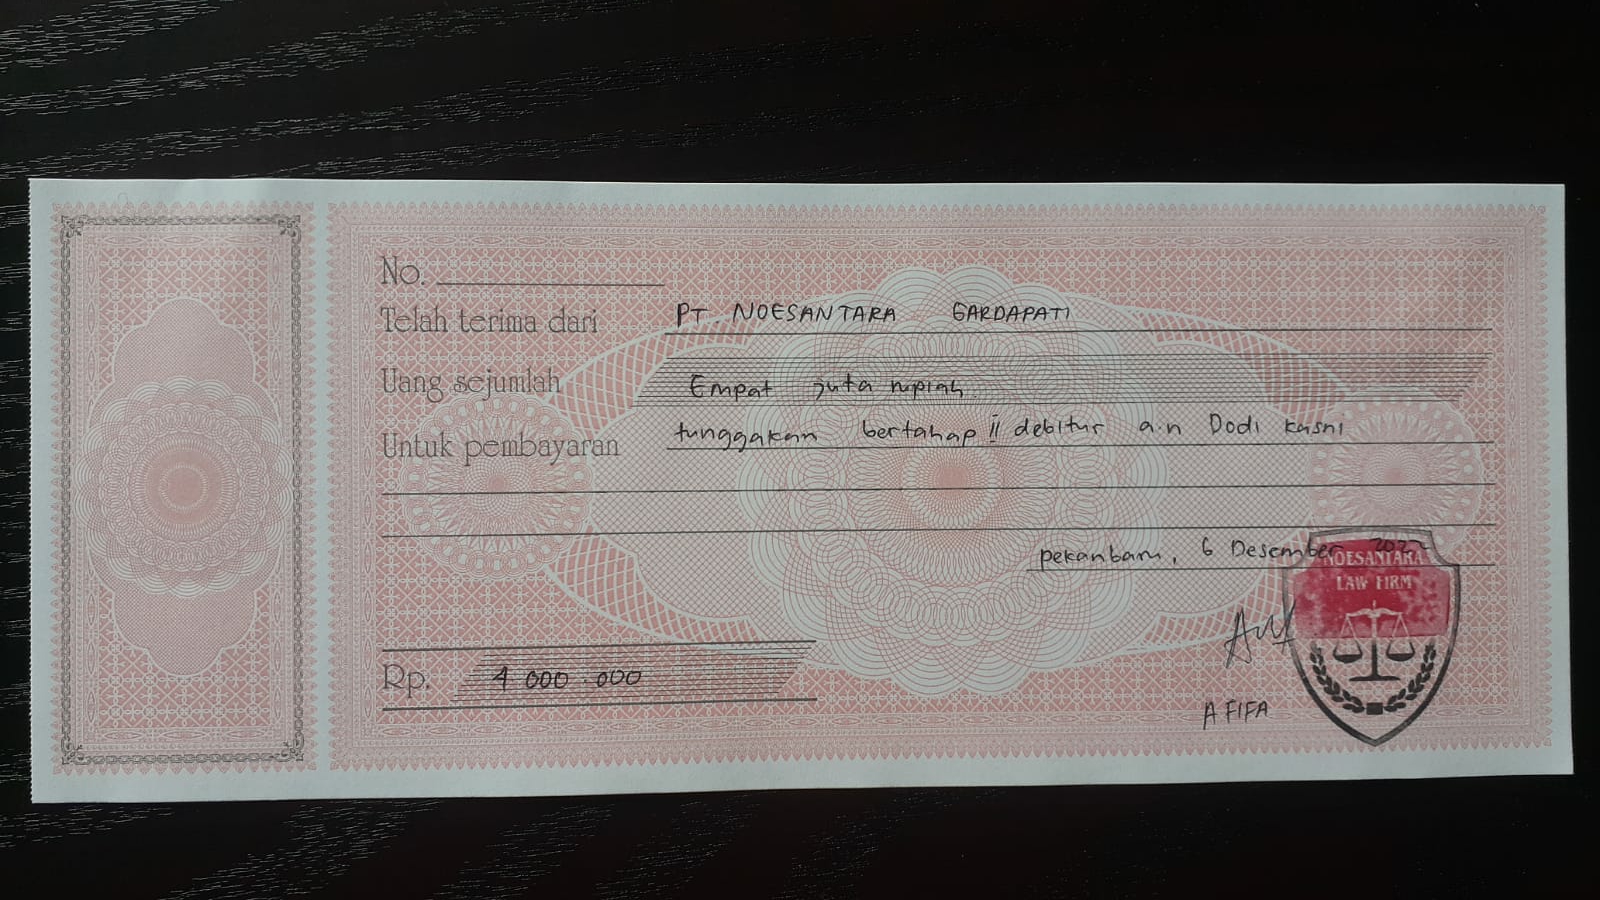 No.
Telah terima dari PT. NOESANTARA GARDAPATI
Uang sejumlah Empat juta rupiah
Untuk pembayaran tunggakan bertahap II debitur a.n Dodi kasni
pekanbaru, 6 Desember 2022
NOESANTARA
LAW FIRM
Rp. 4 000.000
AFIFA